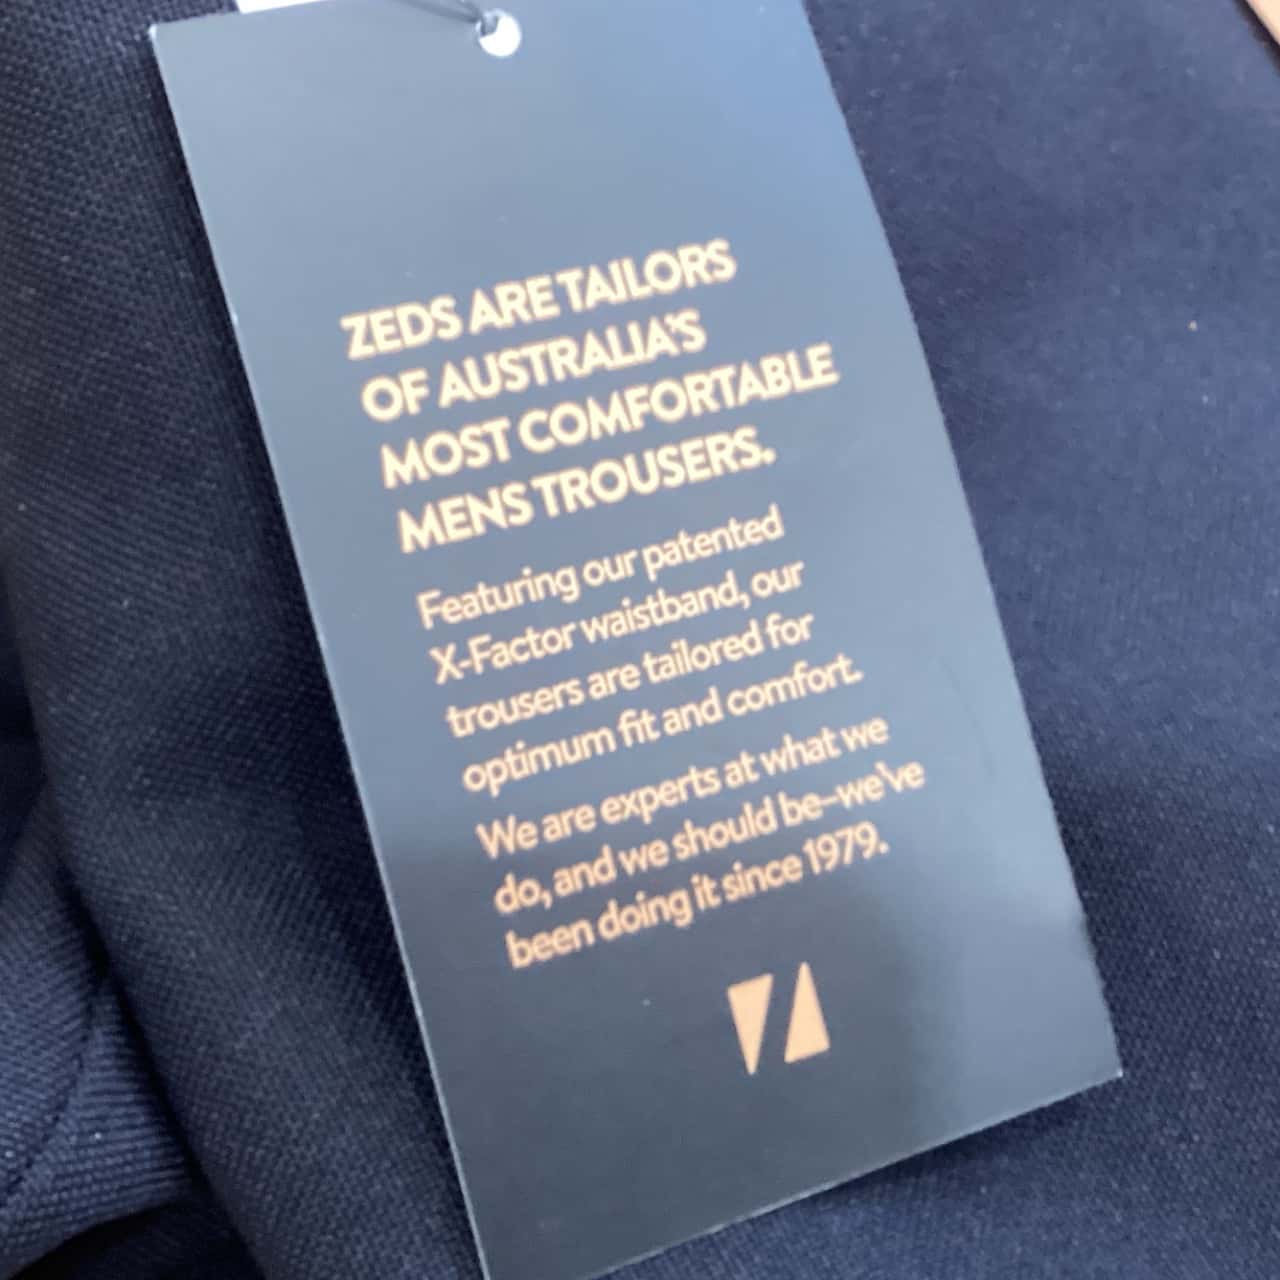 ZEDS ARE TAILORS
OF AUSTRALIA'S
MOST COMFORTABLE
MENS TROUSERS.
Featuring our patented
X-Factor waistband, our
trousers are tailored for
optimum fit and comfort.
We are experts at what we
do, and we should be–we've
been doing it since 1979.